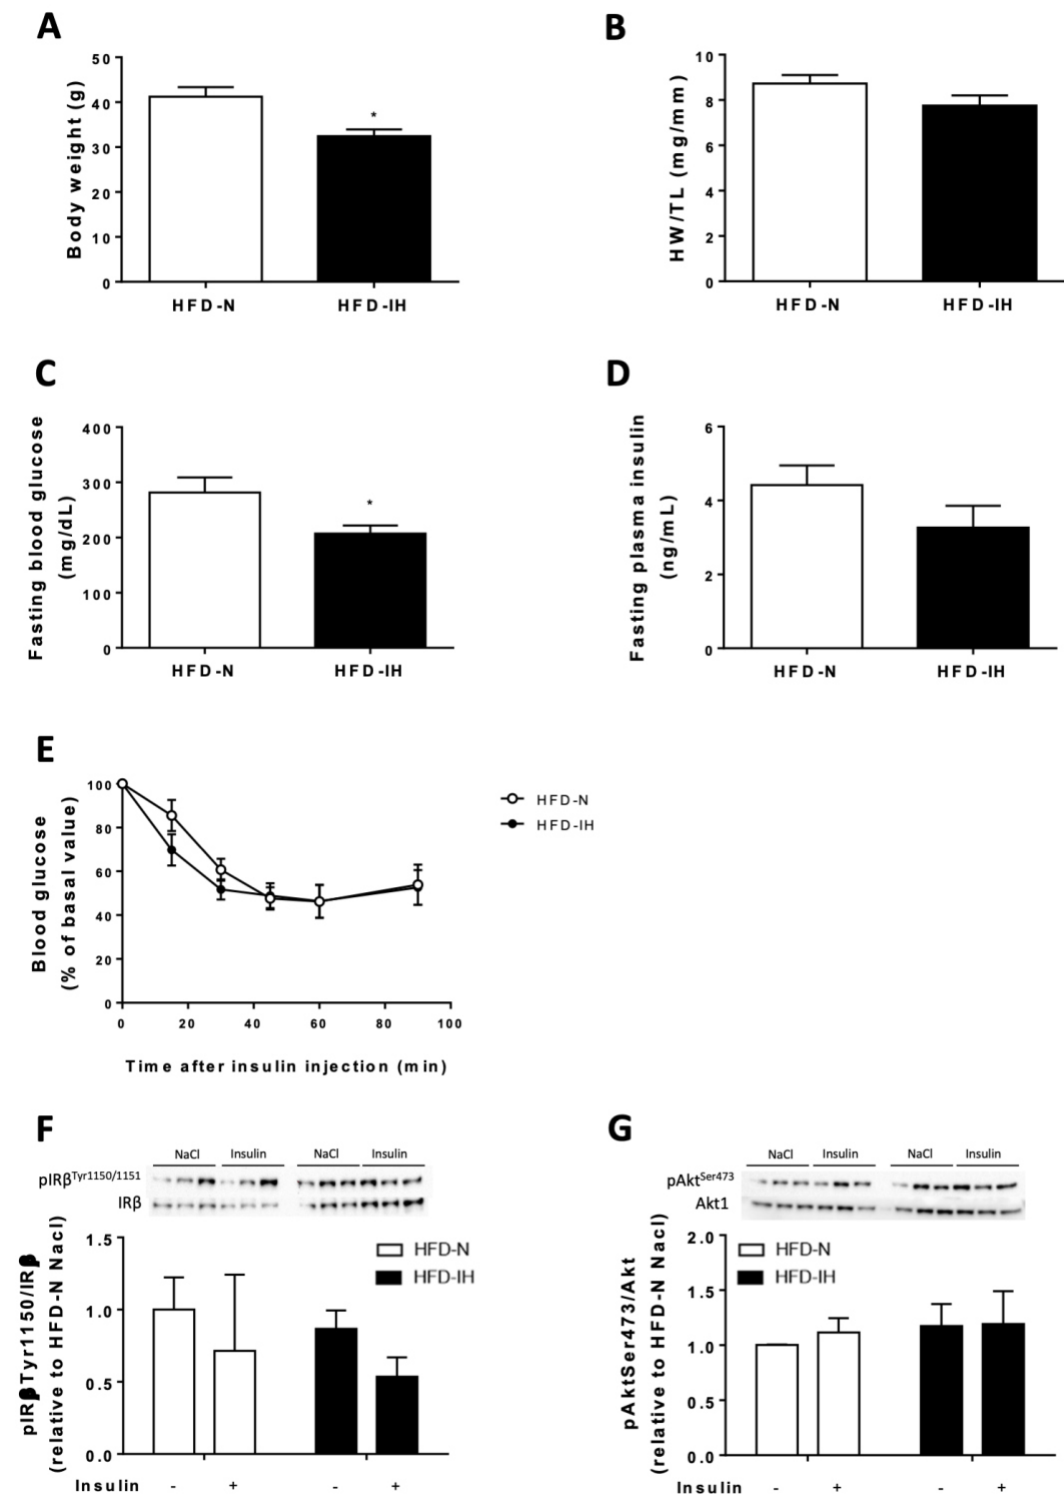 A
Body weight (g)
50
40
30
20
10
0
*
HFD-N HFD-IH
B
HW/TL (mg/mm)
10
8
6
4
2
0
HFD-N HFD-IH
C
Fasting blood glucose
(mg/dL)
400
300
200
100
0
*
HFD-N HFD-IH
D
Fasting plasma insulin
(ng/mL)
6
4
2
0
HFD-N HFD-IH
E
Blood glucose
(% of basal value)
100
80
60
40
20
0
0 20 40 60 80 100
Time after insulin injection (min)
HFD-N
HFD-IH
F
NaCl Insulin NaCl Insulin
pIRβTyr1150/1151
IRβ
pIRβTyr1150/IRβ
(relative to HFD-N Nacl)
1.5
1.0
0.5
0.0
HFD-N
HFD-IH
Insulin - + - +
G
NaCl Insulin NaCl Insulin
pAktSer473
Akt1
pAktSer473/Akt
(relative to HFD-N Nacl)
2.0
1.5
1.0
0.5
0.0
HFD-N
HFD-IH
Insulin - + - +